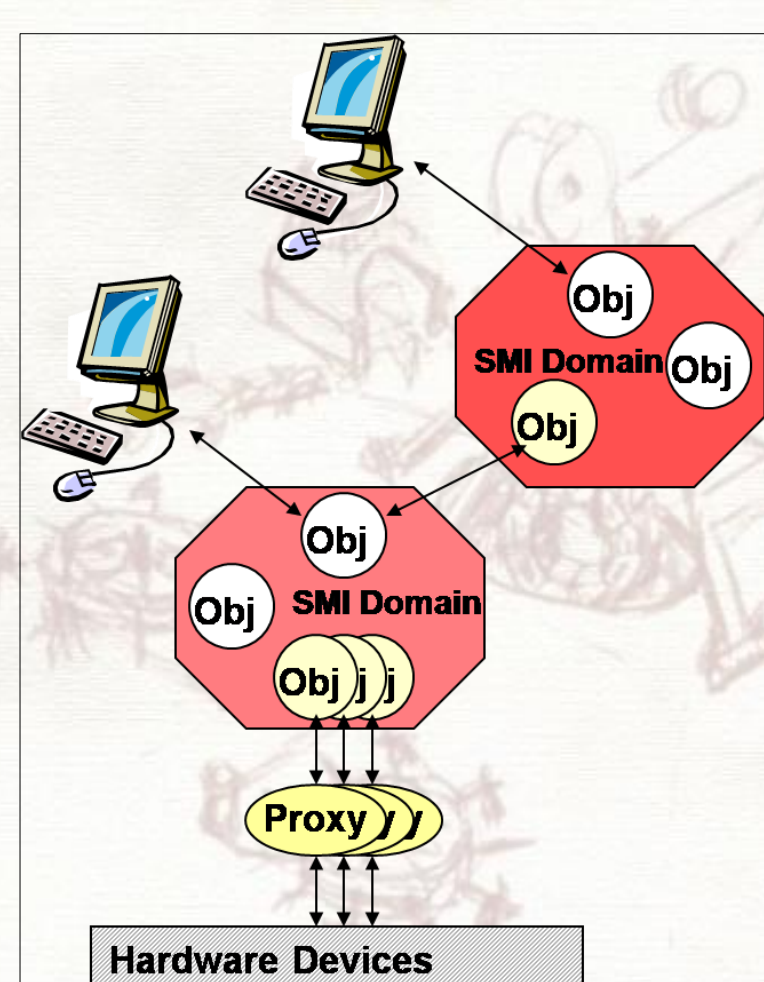 Obj
SMI Domain
Obj
Obj
Obj
SMI Domain
Obj
Obj j j
Proxy y y
Hardware Devices